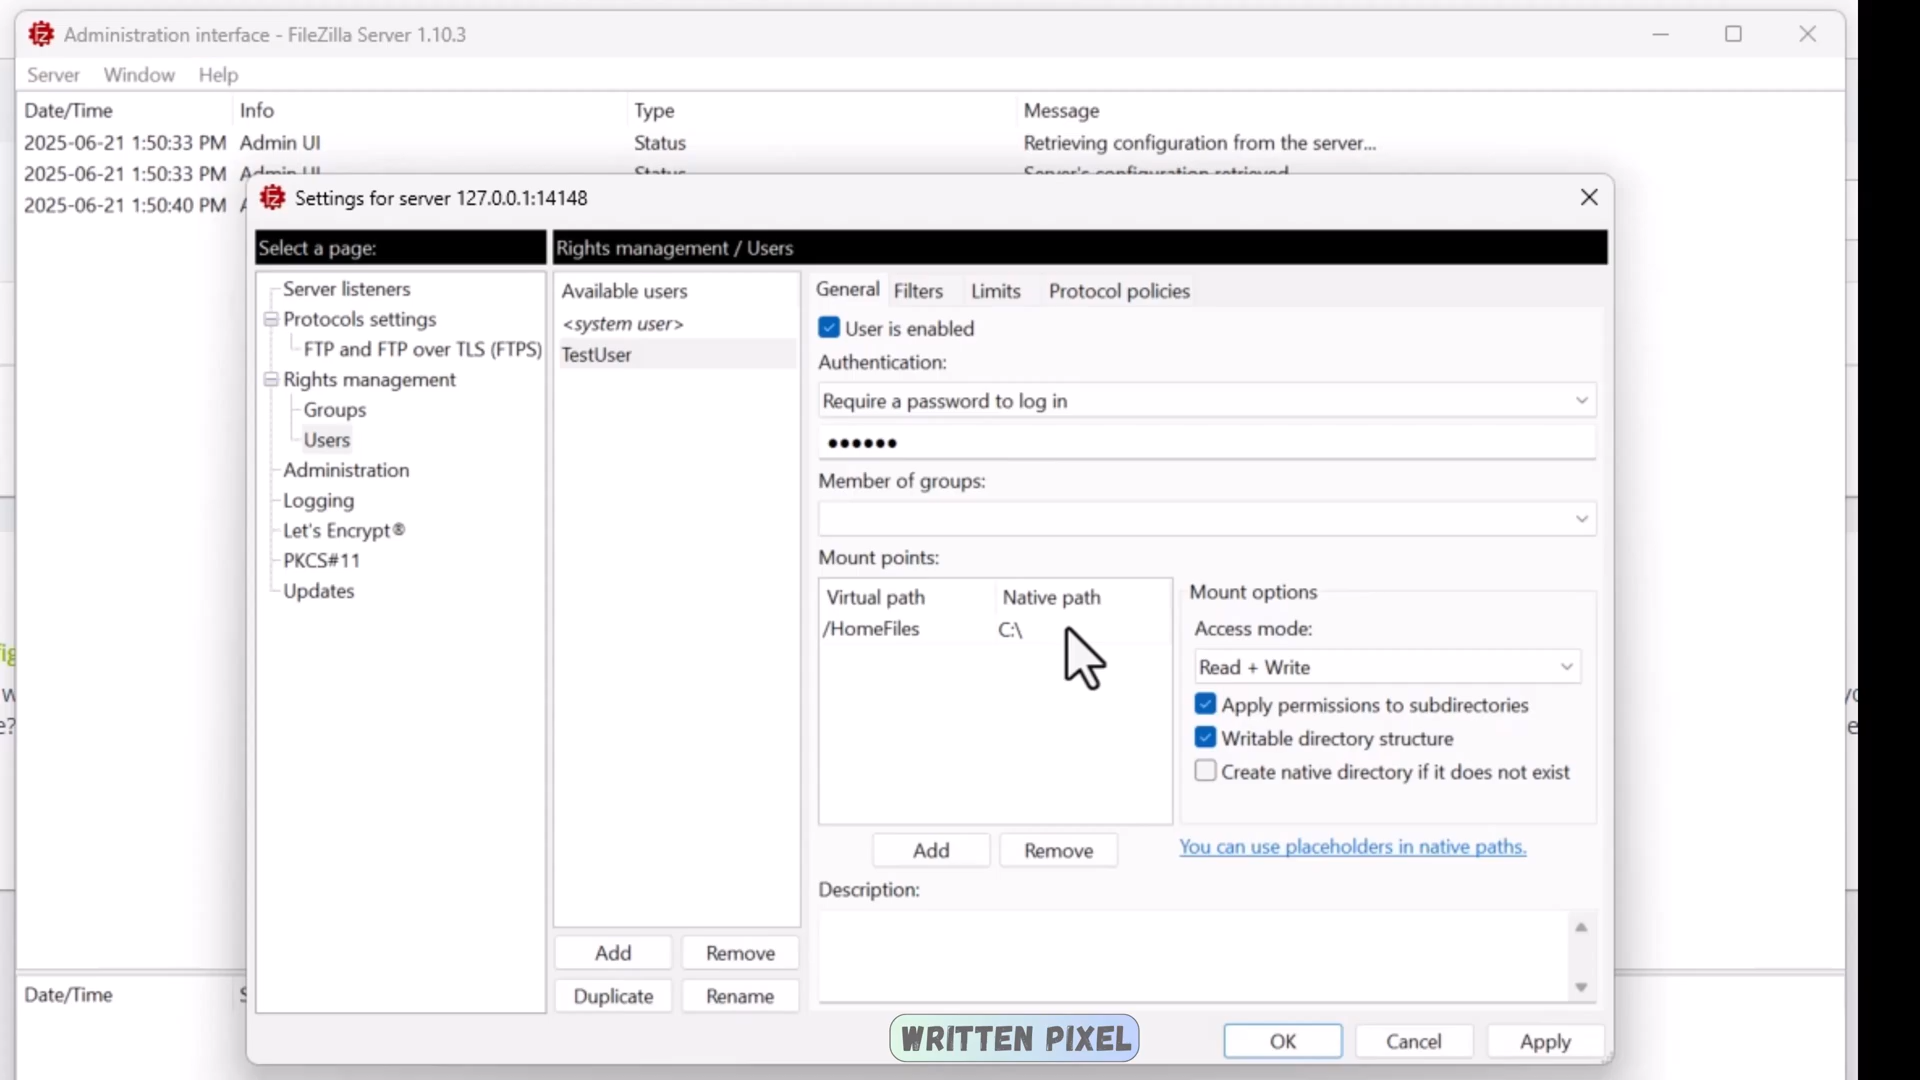 Administration interface - FileZilla Server 1.10.3
Server Window Help
Date/Time Info Type Message
2025-06-21 1:50:33 PM Admin UI Status Retrieving configuration from the server...
2025-06-21 1:50:33 PM Admin UI Status Server's configuration retrieved
2025-06-21 1:50:40 PM
Settings for server 127.0.0.1:14148
Select a page:
Rights management / Users
Server listeners
Protocols settings
FTP and FTP over TLS (FTPS)
Rights management
Groups
Users
Administration
Logging
Let's Encrypt®
PKCS#11
Updates
Available users
<system user>
TestUser
Add Remove
Duplicate Rename
General Filters Limits Protocol policies
User is enabled
Authentication:
Require a password to log in
••••••
Member of groups:
Mount points:
Virtual path Native path
/HomeFiles C:\
Add Remove
Mount options
Access mode:
Read + Write
Apply permissions to subdirectories
Writable directory structure
Create native directory if it does not exist
You can use placeholders in native paths.
Description:
OK Cancel Apply
Date/Time
WRITTEN PIXEL